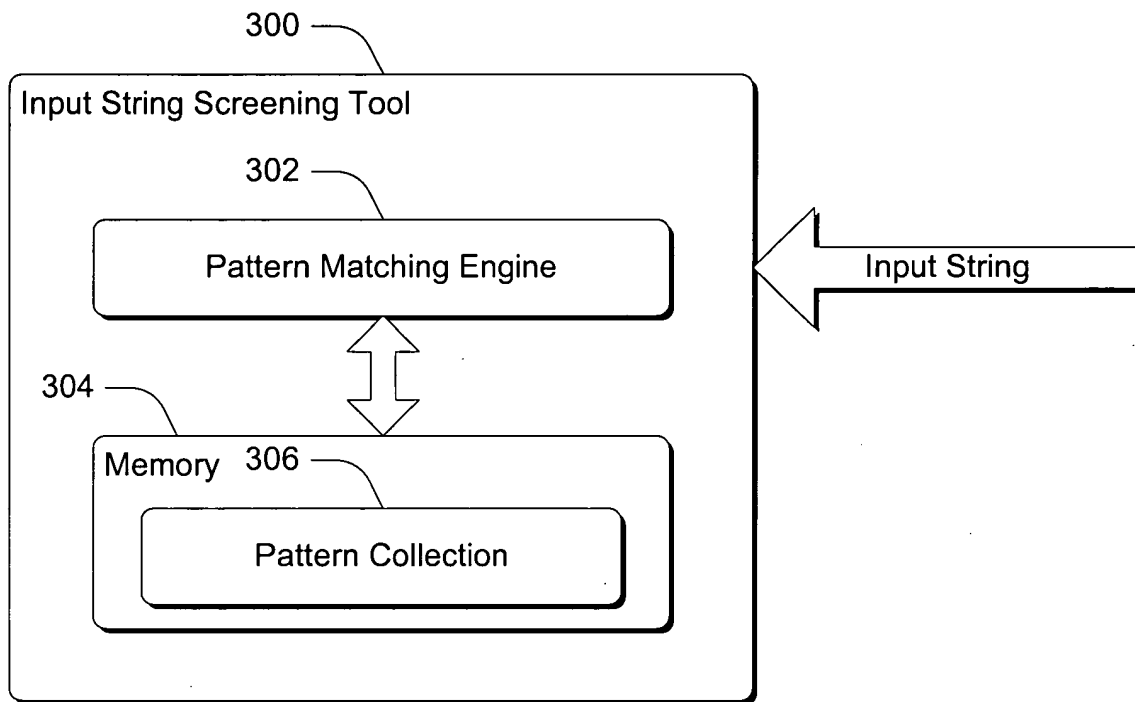 300
Input String Screening Tool
302
Pattern Matching Engine
Input String
304
Memory
306
Pattern Collection